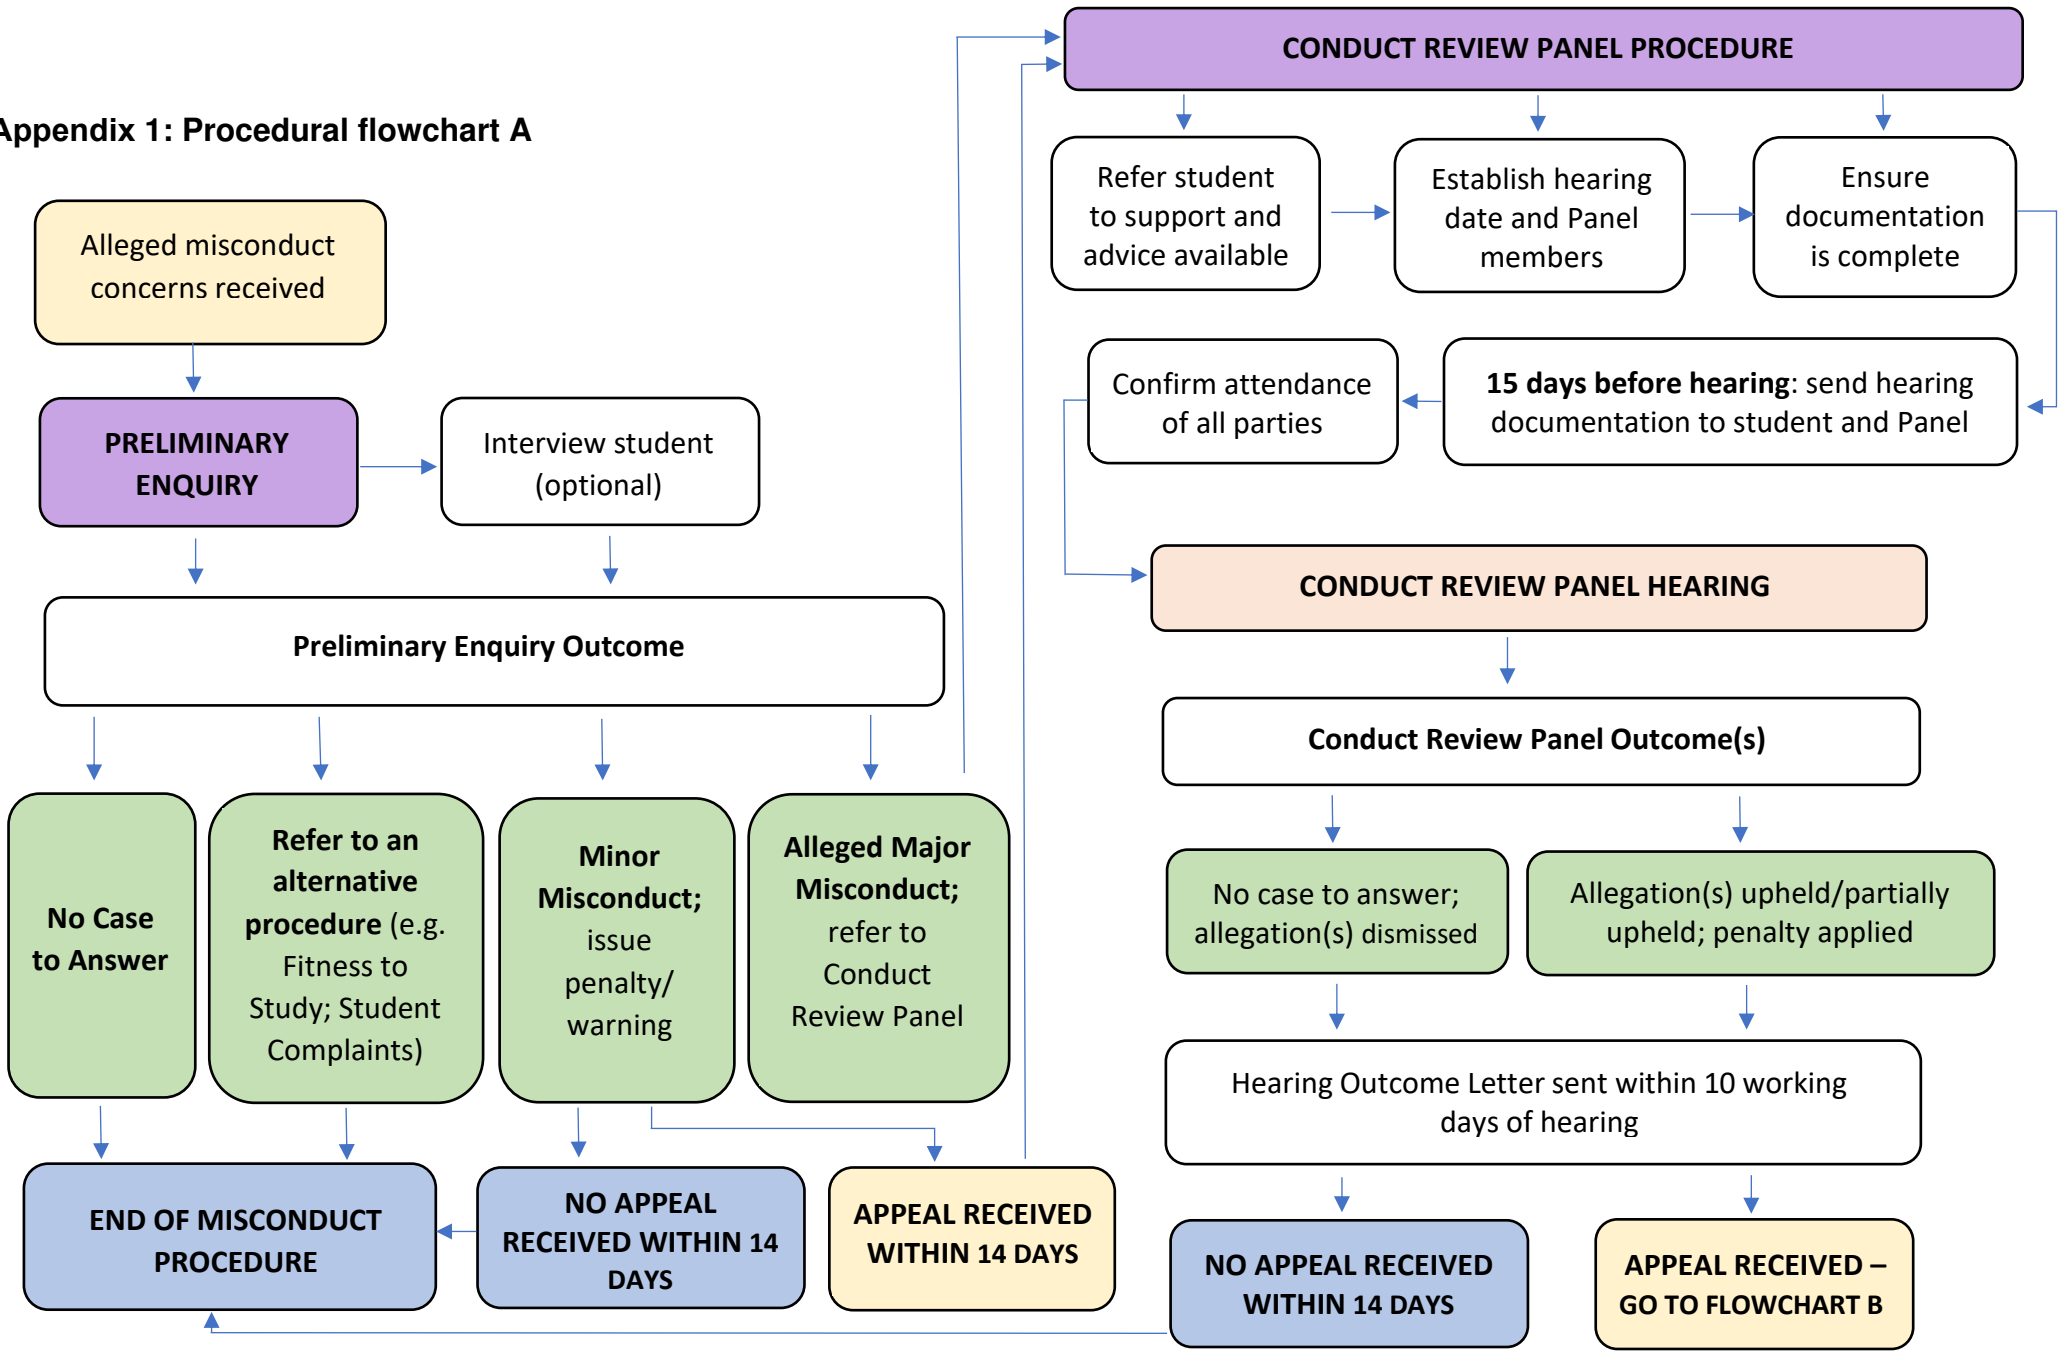 Appendix 1: Procedural flowchart A
Alleged misconduct
concerns received
PRELIMINARY
ENQUIRY
Interview student
(optional)
Preliminary Enquiry Outcome
No Case
to Answer
Refer to an
alternative
procedure (e.g.
Fitness to
Study; Student
Complaints)
Minor
Misconduct;
issue
penalty/
warning
Alleged Major
Misconduct;
refer to
Conduct
Review Panel
END OF MISCONDUCT
PROCEDURE
NO APPEAL
RECEIVED WITHIN 14
DAYS
APPEAL RECEIVED
WITHIN 14 DAYS
CONDUCT REVIEW PANEL PROCEDURE
Refer student
to support and
advice available
Establish hearing
date and Panel
members
Ensure
documentation
is complete
15 days before hearing: send hearing
documentation to student and Panel
Confirm attendance
of all parties
CONDUCT REVIEW PANEL HEARING
Conduct Review Panel Outcome(s)
No case to answer;
allegation(s) dismissed
Allegation(s) upheld/partially
upheld; penalty applied
Hearing Outcome Letter sent within 10 working
days of hearing
NO APPEAL RECEIVED
WITHIN 14 DAYS
APPEAL RECEIVED –
GO TO FLOWCHART B